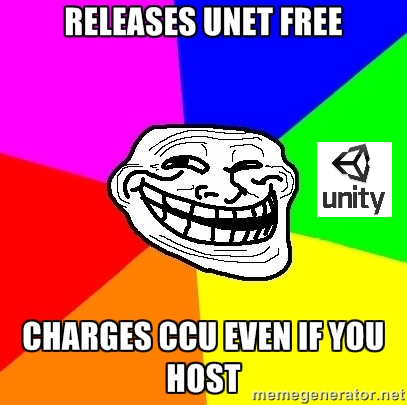 RELEASES UNET FREE
unity
CHARGES CCU EVEN IF YOU
HOST
memegenerator.net